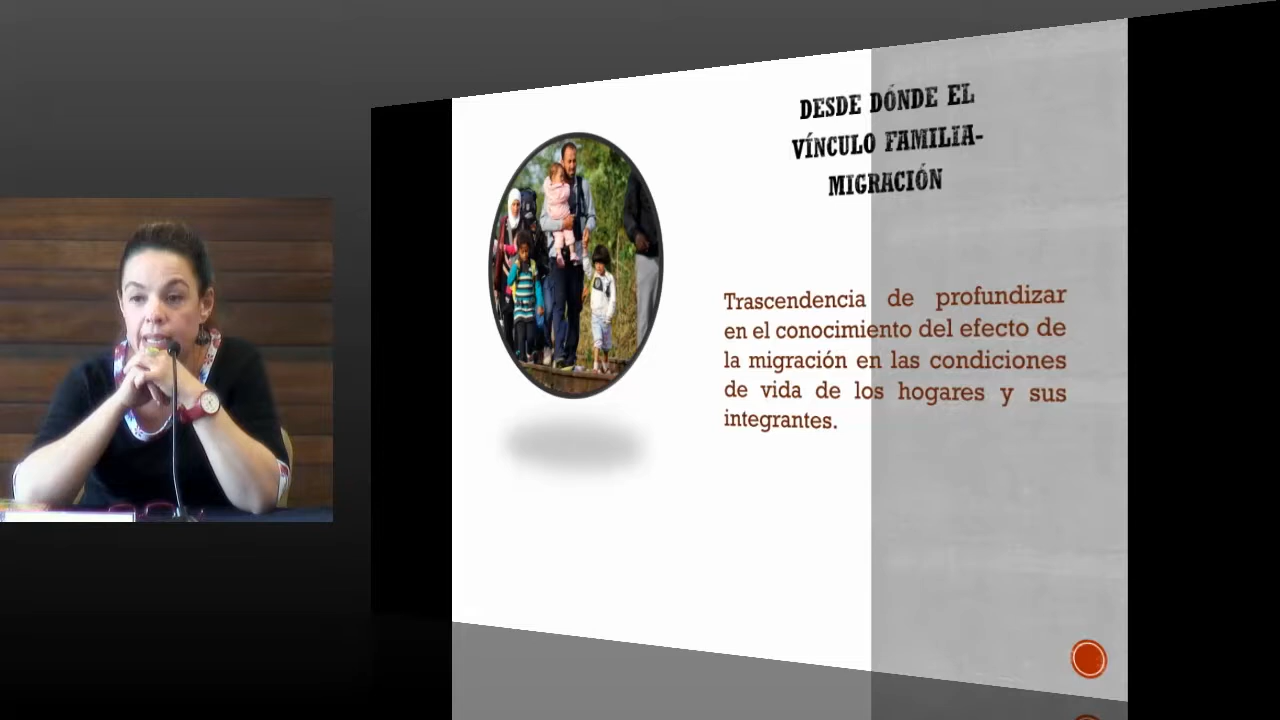 DESDE DÓNDE EL
VÍNCULO FAMILIA-
MIGRACIÓN
Trascendencia de profundizar
en el conocimiento del efecto de
la migración en las condiciones
de vida de los hogares y sus
integrantes.